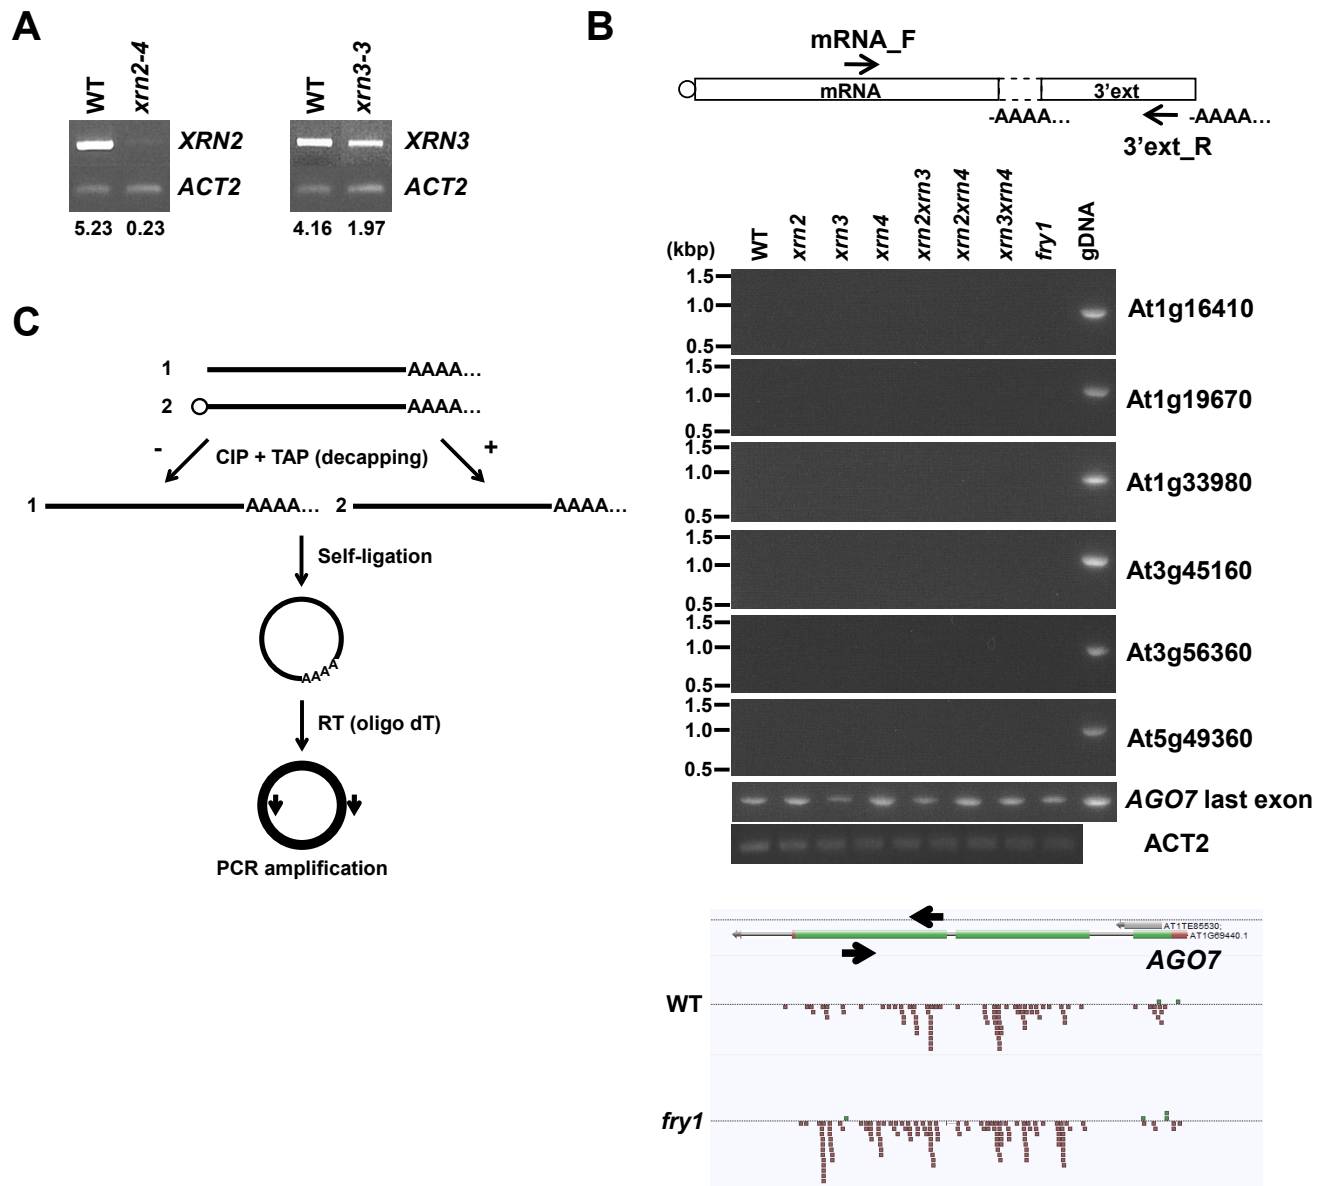 A
WT
xrn2-4
XRN2
ACT2
5.23 0.23
WT
xrn3-3
XRN3
ACT2
4.16 1.97
B
mRNA_F
mRNA
3'ext
-AAAA...
-AAAA...
3'ext_R
WT
xrn2
xrn3
xrn4
xrn2xrn3
xrn2xrn4
xrn3xrn4
fry1
gDNA
(kbp)
1.5
1.0
0.5
At1g16410
1.5
1.0
0.5
At1g19670
1.5
1.0
0.5
At1g33980
1.5
1.0
0.5
At3g45160
1.5
1.0
0.5
At3g56360
1.5
1.0
0.5
At5g49360
AGO7 last exon
ACT2
AT1TE85530;
AT1G69440.1
AGO7
WT
fry1
C
1
AAAA...
2
AAAA...
-
CIP + TAP (decapping)
+
1
AAAA...
2
AAAA...
Self-ligation
AAAA
RT (oligo dT)
PCR amplification